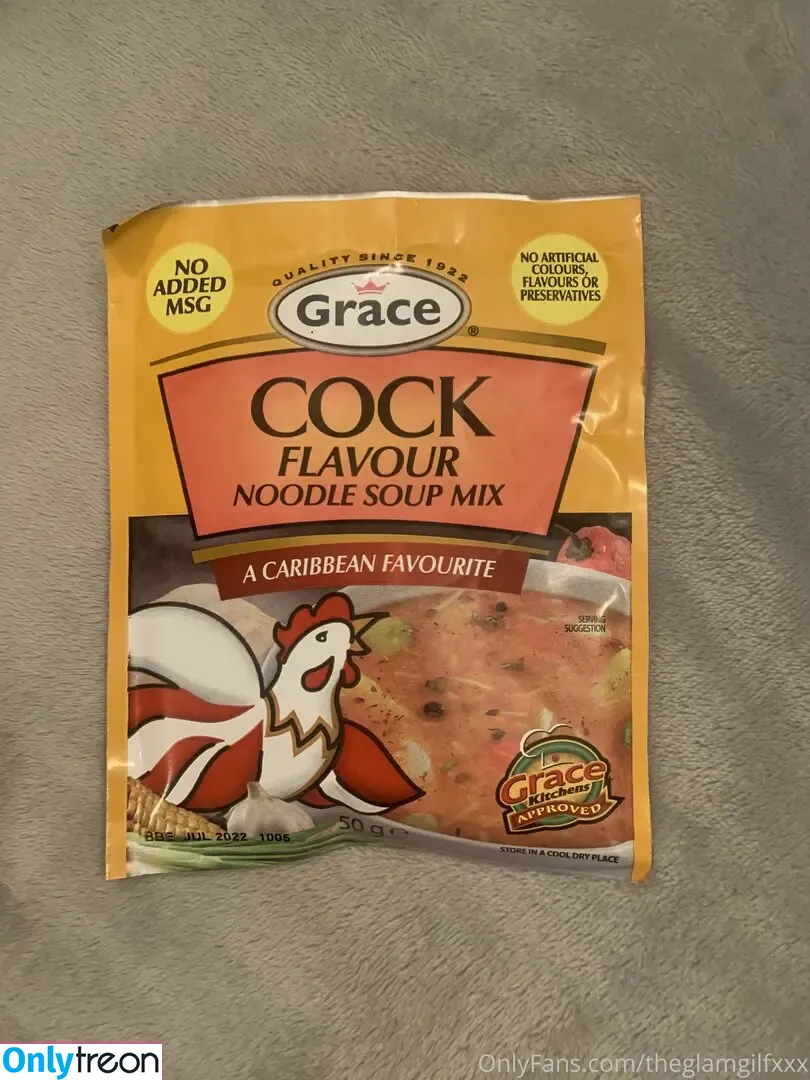 QUALITY SINCE 1922
NO
ADDED
MSG
Grace
®
NO ARTIFICIAL
COLOURS,
FLAVOURS OR
PRESERVATIVES
COCK
FLAVOUR
NOODLE SOUP MIX
A CARIBBEAN FAVOURITE
SERVING
SUGGESTION
Grace
Kitchens
APPROVED
BBE JUL 2022 1005
50 g e
STORE IN A COOL DRY PLACE
Onlytreon
OnlyFans.com/theglamgilfxxx